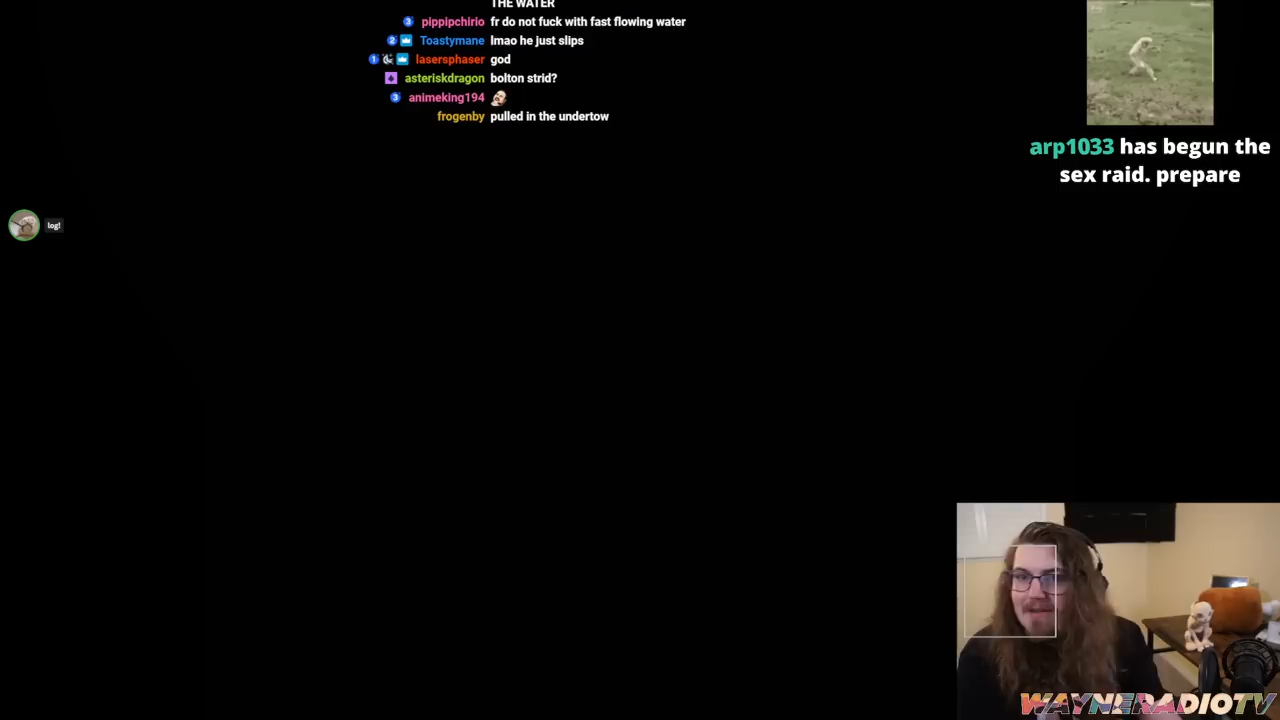 THE WATER
pippipchirio fr do not fuck with fast flowing water
Toastymane lmao he just slips
lasersphaser god
asteriskdragon bolton strid?
animeking194
frogenby pulled in the undertow
arp1033 has begun the
sex raid. prepare
log!
WAYNERADIOTV